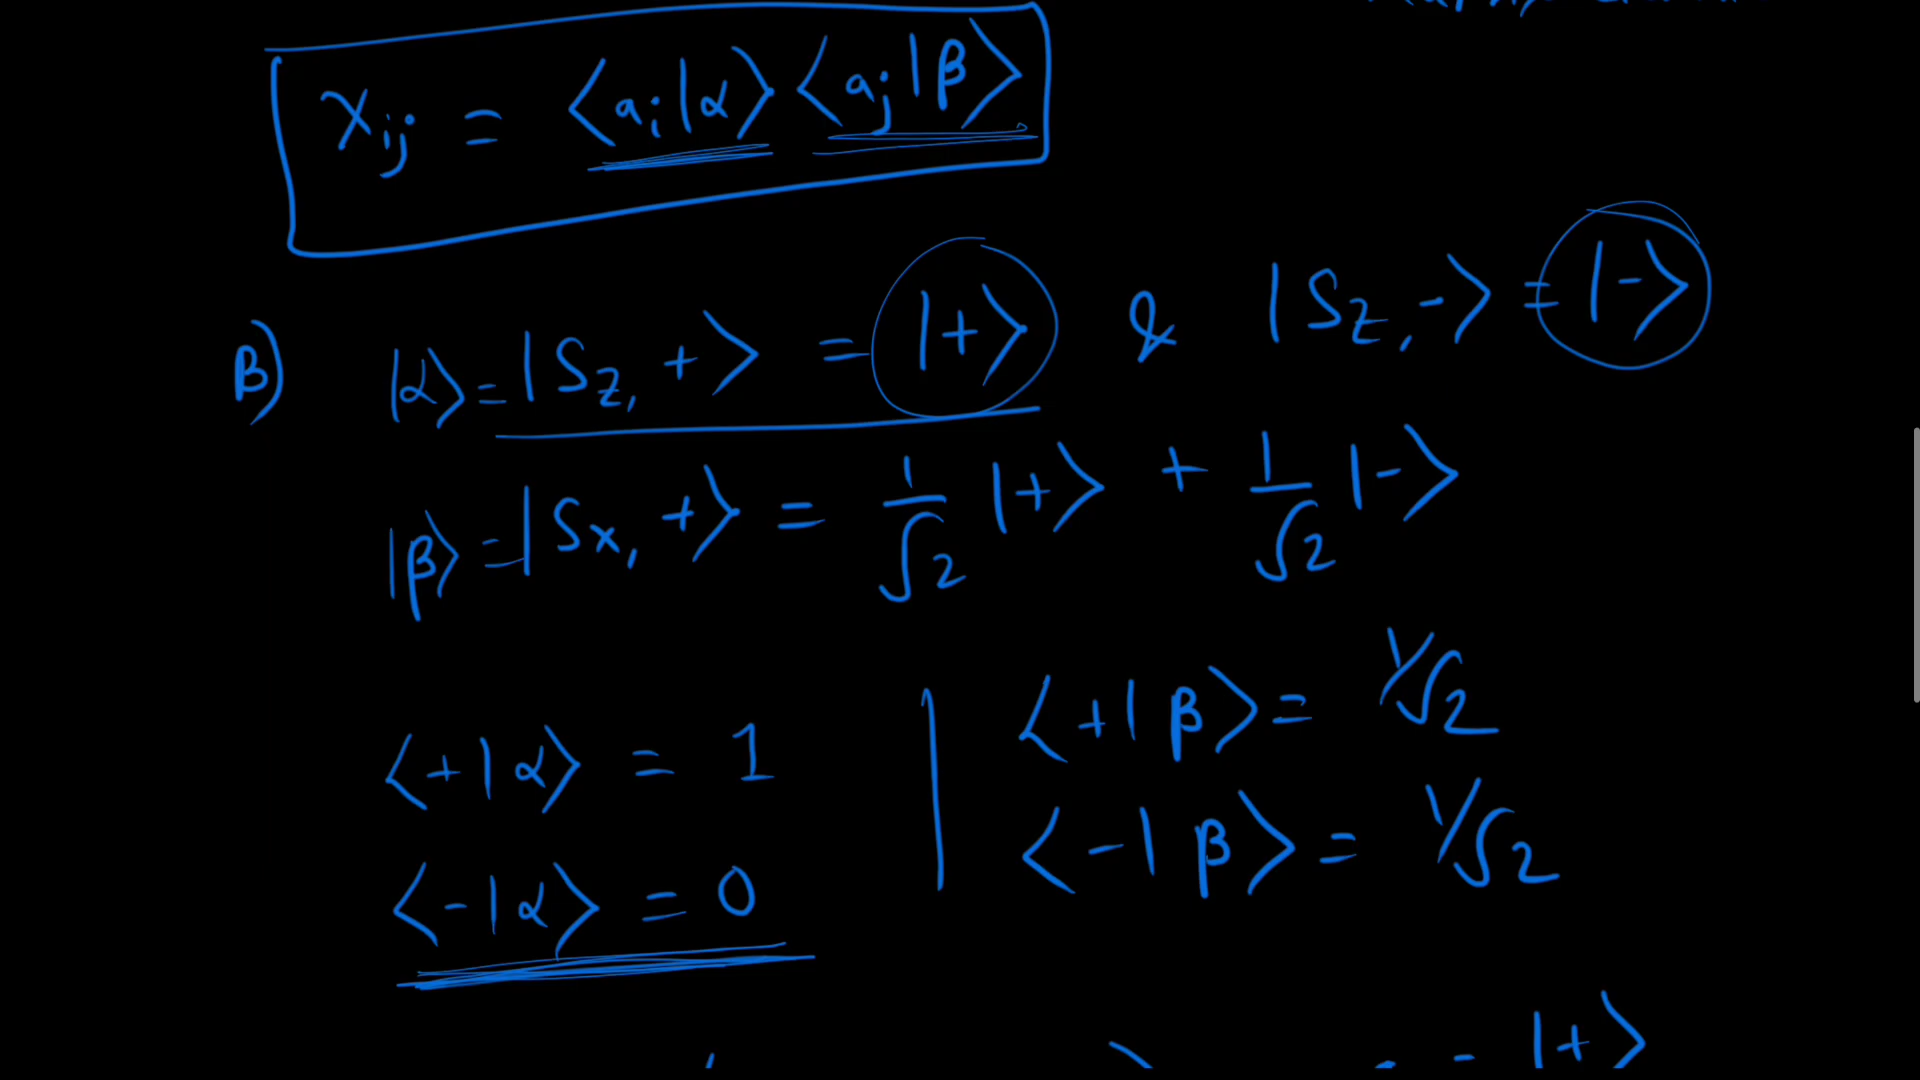 X_ij = ⟨a_i|α⟩ ⟨a_j|β⟩
B) |α⟩ = |S_z, +⟩ = |+⟩ & |S_z, -⟩ = |-⟩
|β⟩ = |S_x, +⟩ = 1/√2 |+⟩ + 1/√2 |-⟩
⟨+|α⟩ = 1 | ⟨+|β⟩ = 1/√2
⟨-|α⟩ = 0 | ⟨-|β⟩ = 1/√2
|+⟩